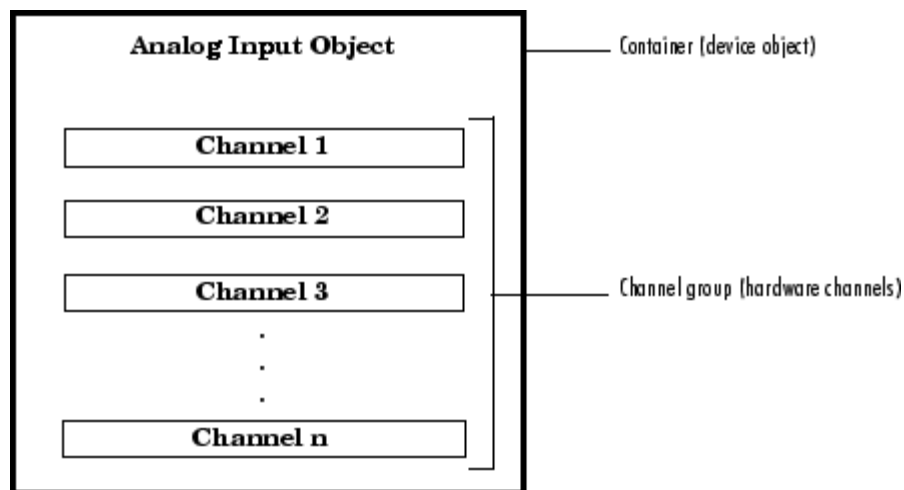 Analog Input Object
Container (device object)
Channel 1
Channel 2
Channel 3
Channel group (hardware channels)
.
.
.
Channel n